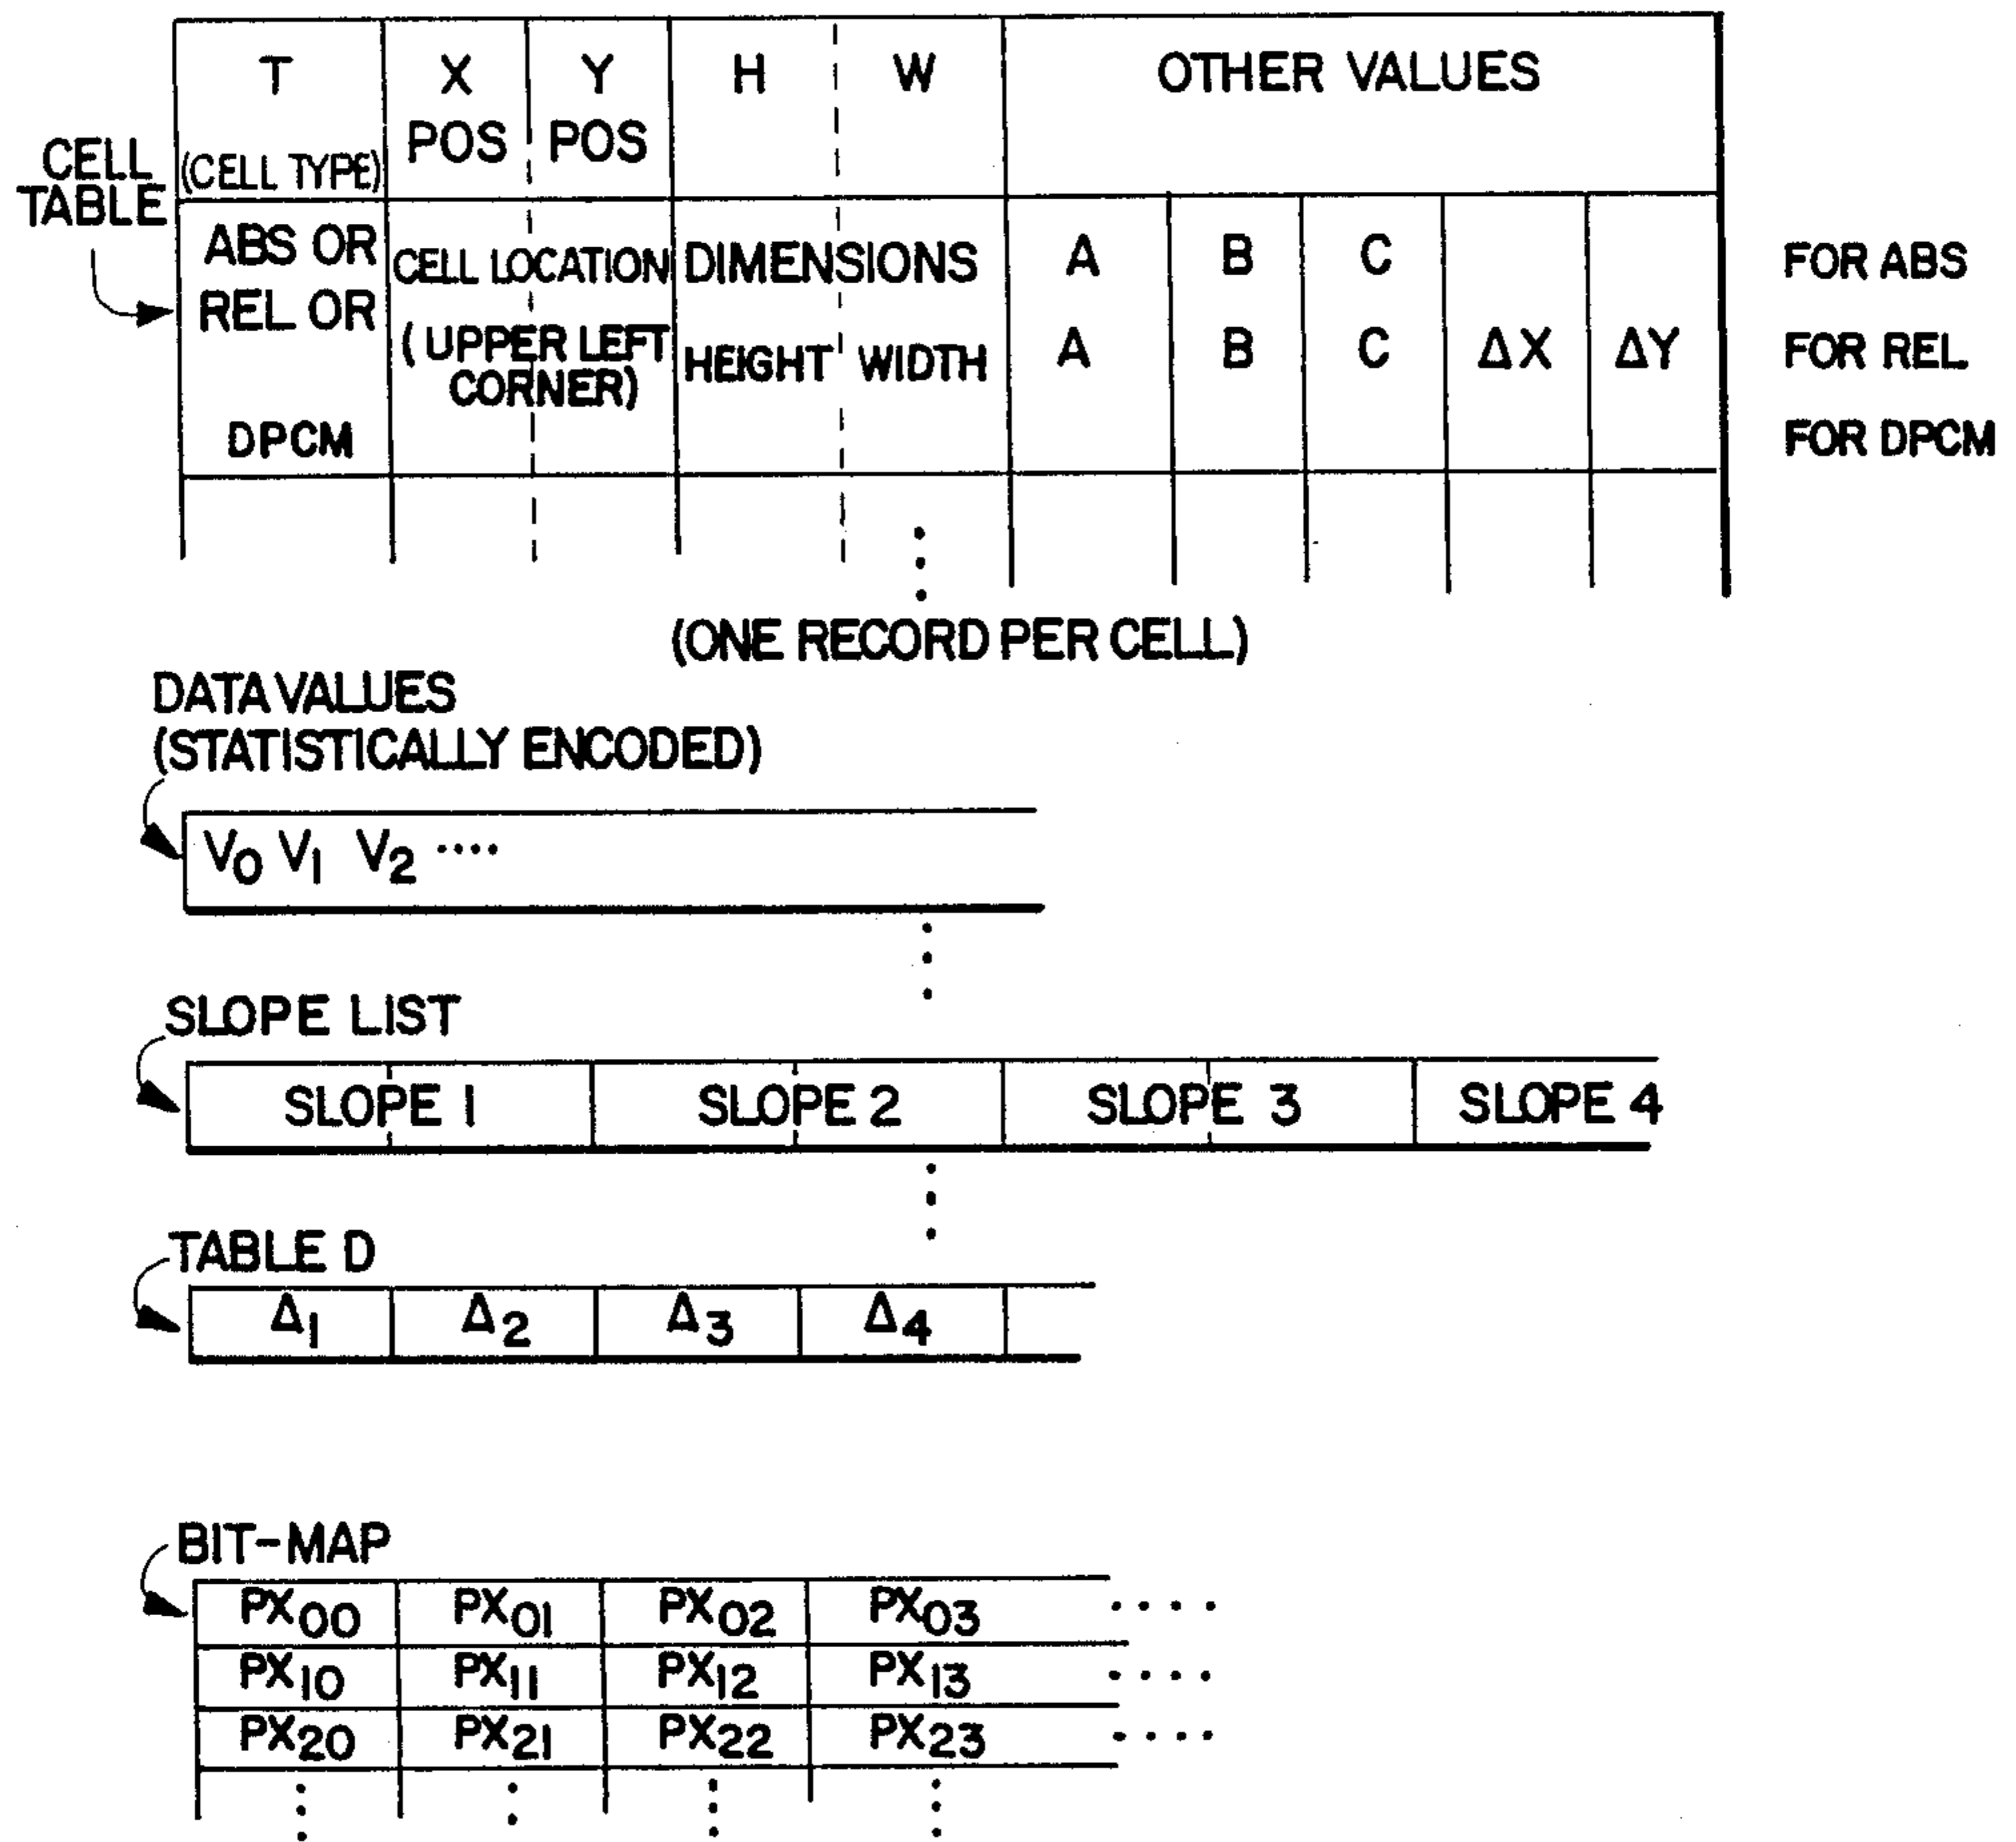 T X Y H W OTHER VALUES
(CELL TYPE) POS POS
CELL
TABLE
ABS OR CELL LOCATION DIMENSIONS A B C FOR ABS
REL OR (UPPER LEFT HEIGHT WIDTH A B C ΔX ΔY FOR REL
CORNER)
DPCM FOR DPCM
(ONE RECORD PER CELL)
DATA VALUES
(STATISTICALLY ENCODED)
V0 V1 V2 ....
SLOPE LIST
SLOPE 1 SLOPE 2 SLOPE 3 SLOPE 4
TABLE D
Δ1 Δ2 Δ3 Δ4
BIT-MAP
PX00 PX01 PX02 PX03 ....
PX10 PX11 PX12 PX13 ....
PX20 PX21 PX22 PX23 ....